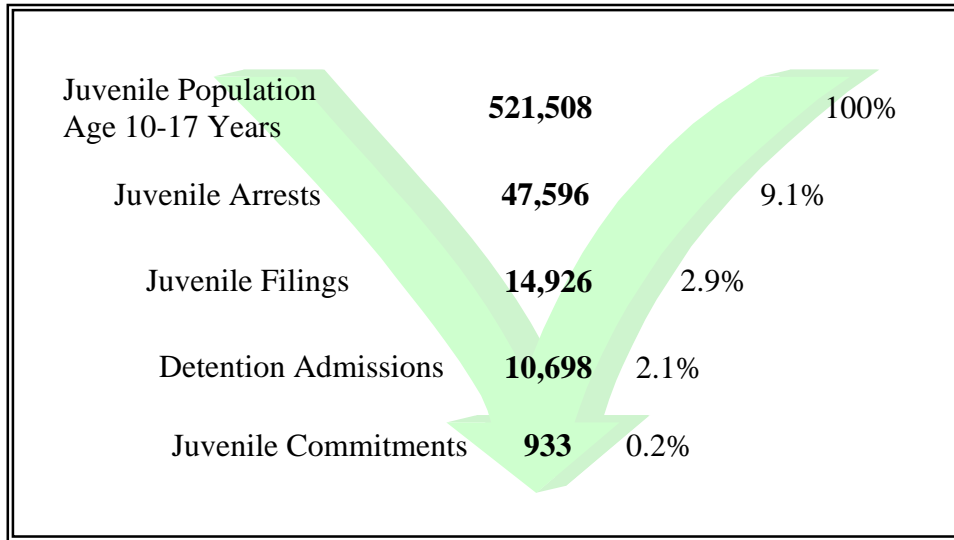 Juvenile Population
Age 10-17 Years 521,508 100%
Juvenile Arrests 47,596 9.1%
Juvenile Filings 14,926 2.9%
Detention Admissions 10,698 2.1%
Juvenile Commitments 933 0.2%